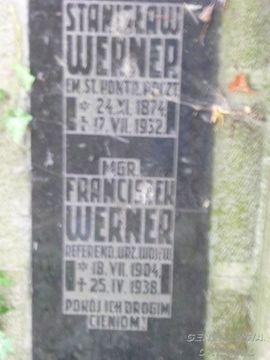 STANISŁAW
WERNER
EM. ST. KONTR. POCZT.
* 24. XI. 1874
† 17. VII. 1932.
MGR.
FRANCISZEK
WERNER
REFEREND. URZ. WOJEW.
* 18. VII. 1904.
† 25. IV. 1938.
POKÓJ ICH DROGIM
CIENIOM!